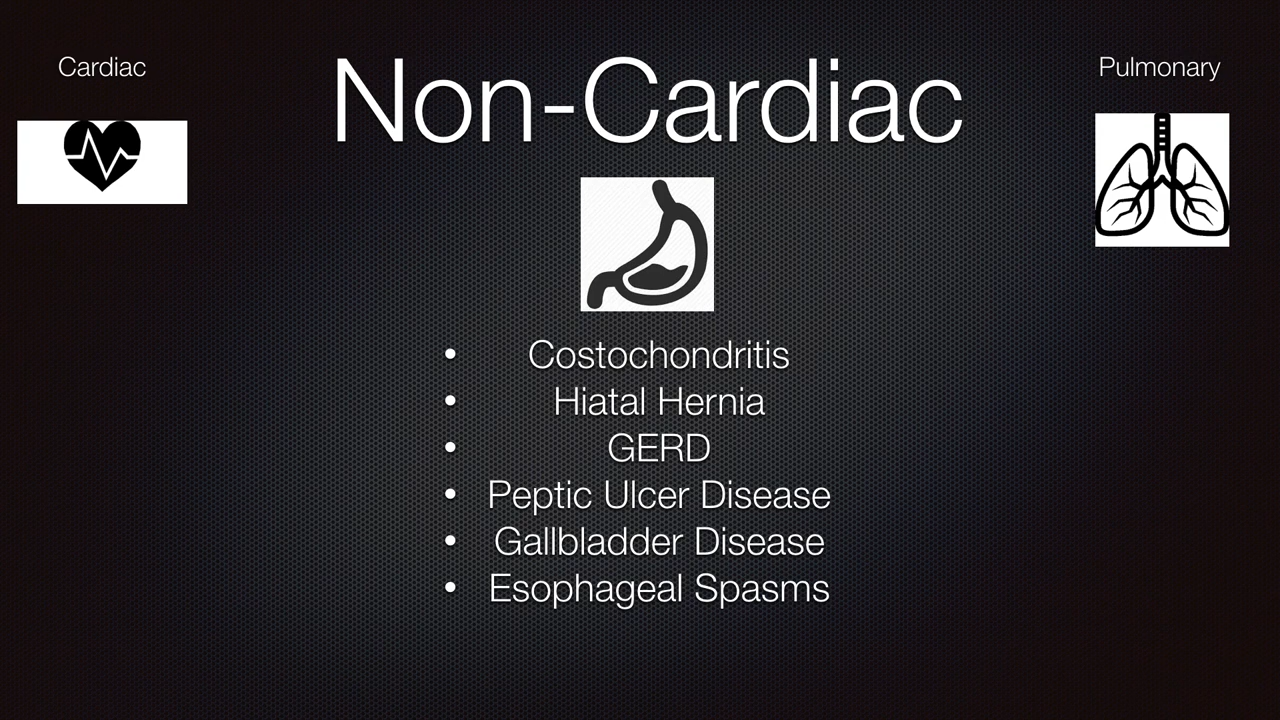 Cardiac
Non-Cardiac
Pulmonary
• Costochondritis
• Hiatal Hernia
• GERD
• Peptic Ulcer Disease
• Gallbladder Disease
• Esophageal Spasms